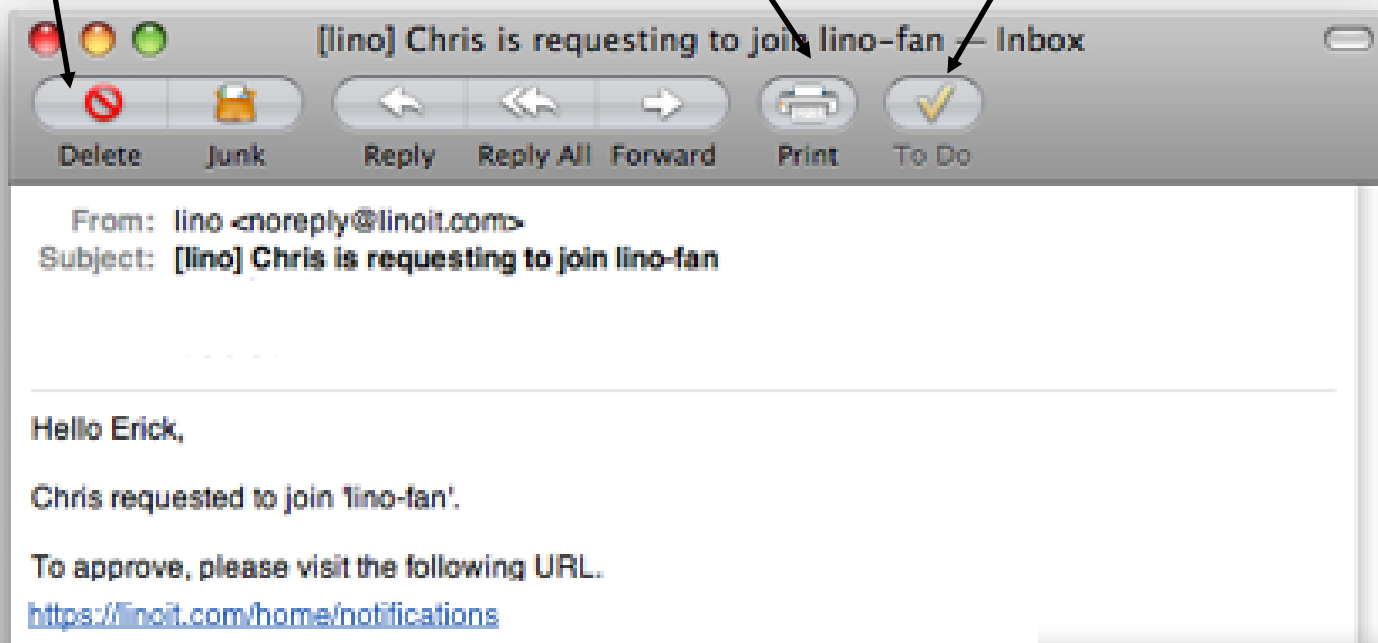 [lino] Chris is requesting to join lino-fan — Inbox
Delete Junk Reply Reply All Forward Print To Do
From: lino <noreply@linoit.com>
Subject: [lino] Chris is requesting to join lino-fan
Hello Erick,
Chris requested to join 'lino-fan'.
To approve, please visit the following URL.
https://linoit.com/home/notifications